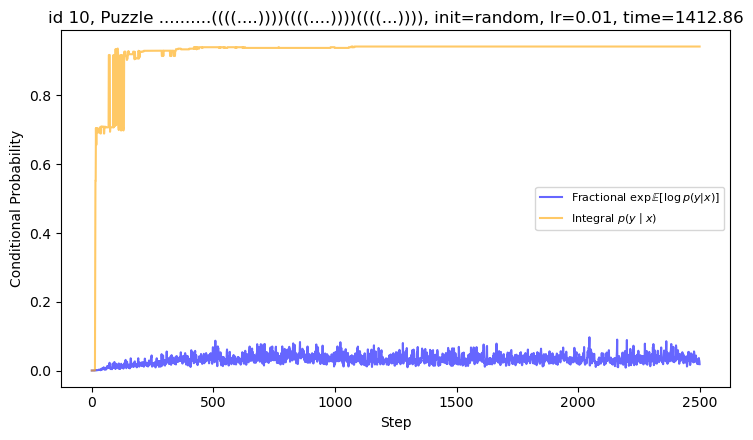 id 10, Puzzle ..........((((....))))((((....))))((((...)))), init=random, lr=0.01, time=1412.86
Conditional Probability
0.8
0.6
0.4
0.2
0.0
Fractional exp𝔼[log p(y|x)]
Integral p(y | x)
0 500 1000 1500 2000 2500
Step